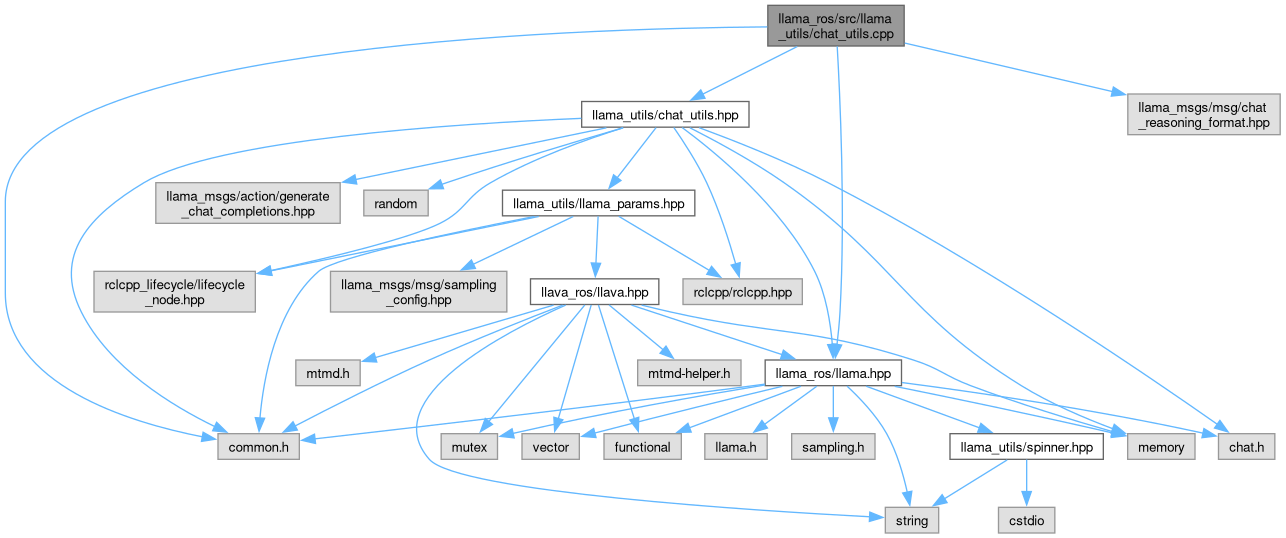 llama_ros/src/llama
_utils/chat_utils.cpp
llama_utils/chat_utils.hpp
llama_msgs/msg/chat
_reasoning_format.hpp
llama_msgs/action/generate
_chat_completions.hpp
random
llama_utils/llama_params.hpp
rclcpp_lifecycle/lifecycle
_node.hpp
llama_msgs/msg/sampling
_config.hpp
llava_ros/llava.hpp
rclcpp/rclcpp.hpp
mtmd.h
mtmd-helper.h
llama_ros/llama.hpp
common.h
mutex
vector
functional
llama.h
sampling.h
llama_utils/spinner.hpp
memory
chat.h
string
cstdio